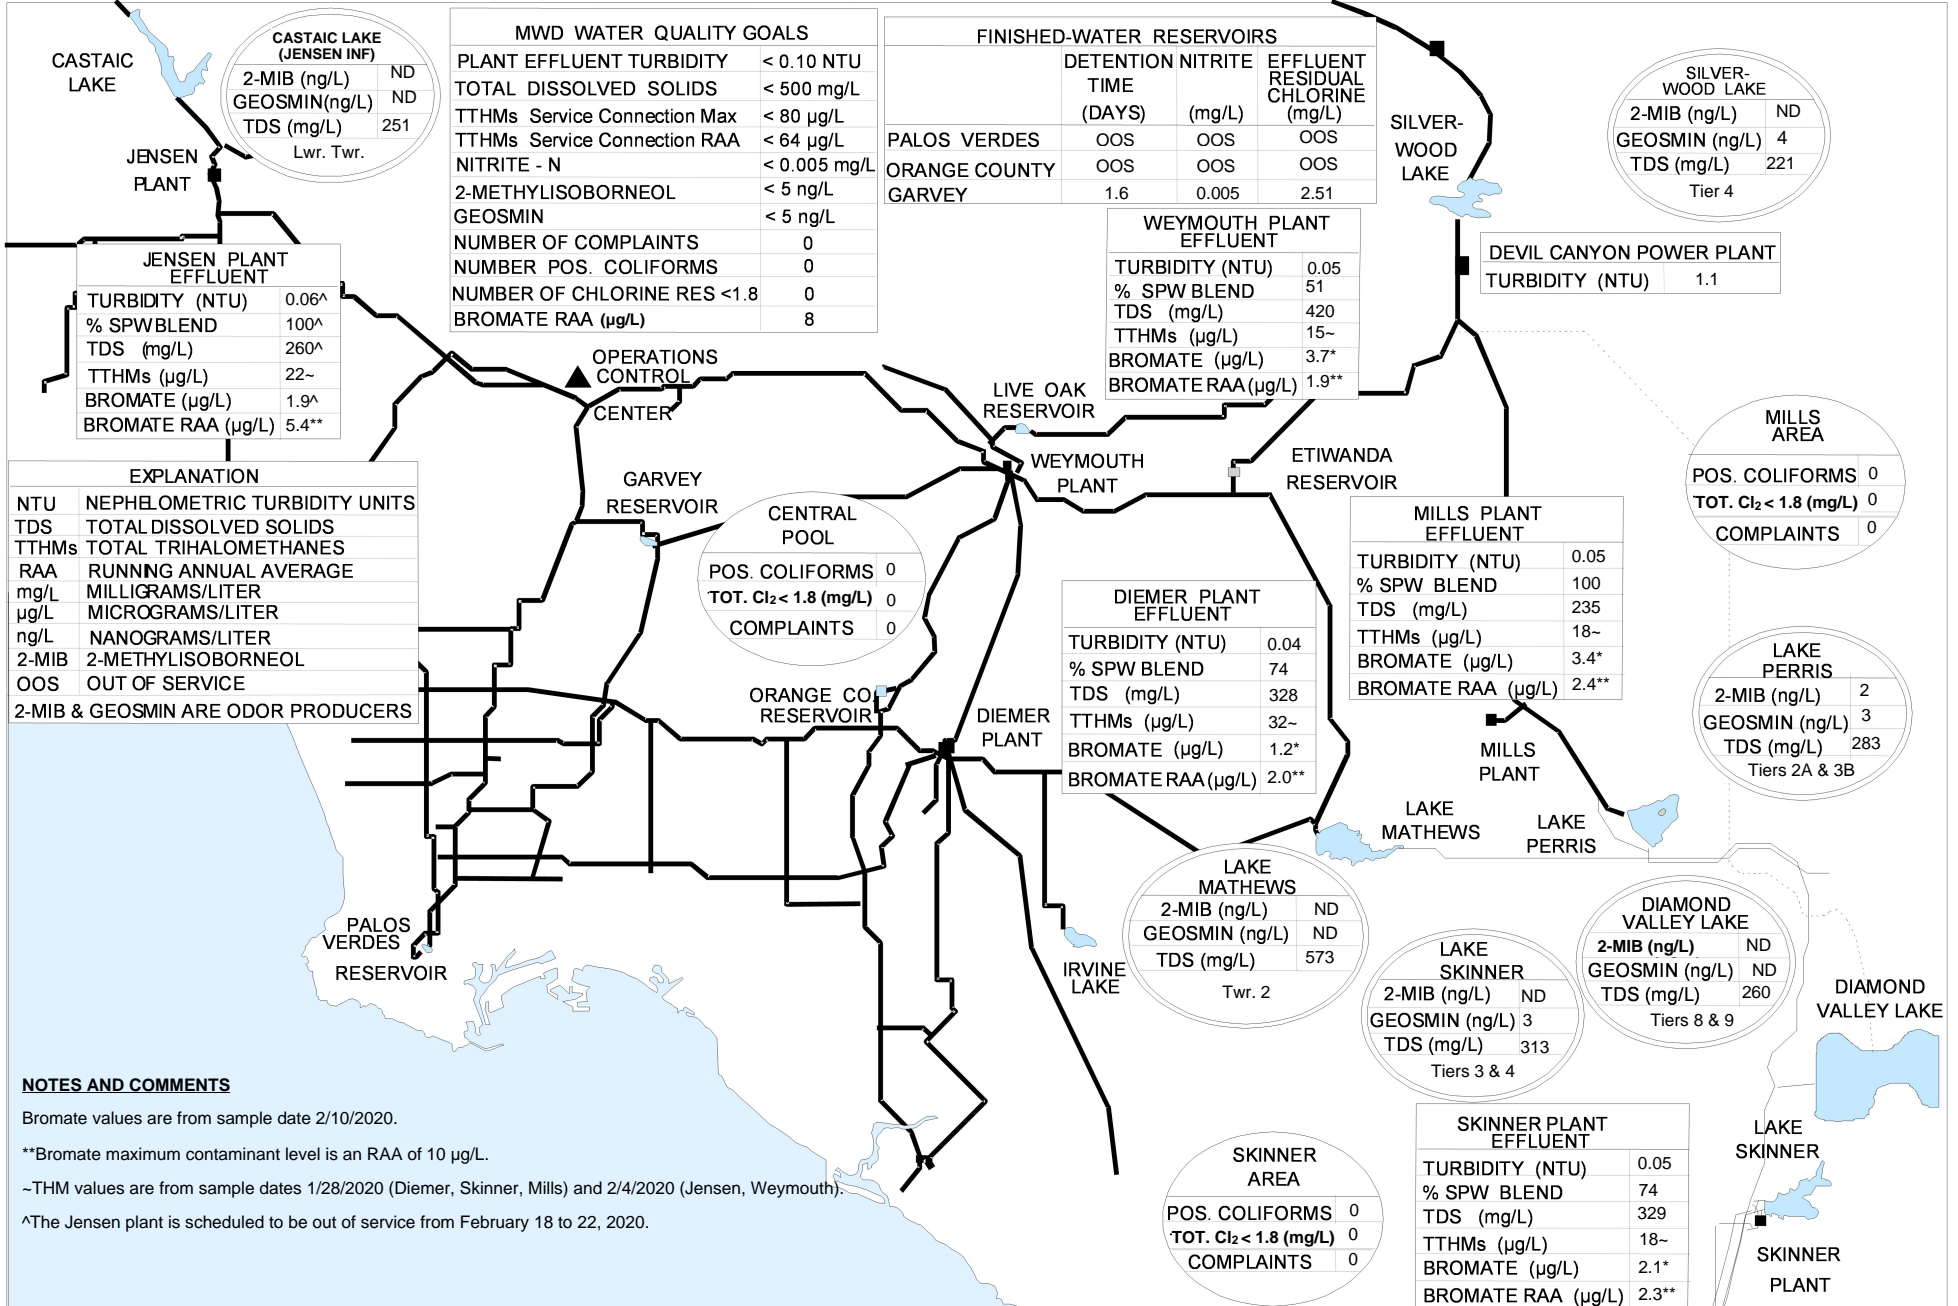 CASTAIC
LAKE
CASTAIC LAKE
(JENSEN INF)
2-MIB (ng/L) ND
GEOSMIN(ng/L) ND
TDS (mg/L) 251
Lwr. Twr.
JENSEN
PLANT
MWD WATER QUALITY GOALS
PLANT EFFLUENT TURBIDITY < 0.10 NTU
TOTAL DISSOLVED SOLIDS < 500 mg/L
TTHMs Service Connection Max < 80 µg/L
TTHMs Service Connection RAA < 64 µg/L
NITRITE - N < 0.005 mg/L
2-METHYLISOBORNEOL < 5 ng/L
GEOSMIN < 5 ng/L
NUMBER OF COMPLAINTS 0
NUMBER POS. COLIFORMS 0
NUMBER OF CHLORINE RES <1.8 0
BROMATE RAA (µg/L) 8
FINISHED-WATER RESERVOIRS
DETENTION TIME (DAYS) NITRITE (mg/L) EFFLUENT RESIDUAL CHLORINE (mg/L)
PALOS VERDES OOS OOS OOS
ORANGE COUNTY OOS OOS OOS
GARVEY 1.6 0.005 2.51
SILVER-
WOOD
LAKE
SILVER-
WOOD LAKE
2-MIB (ng/L) ND
GEOSMIN (ng/L) 4
TDS (mg/L) 221
Tier 4
WEYMOUTH PLANT
EFFLUENT
TURBIDITY (NTU) 0.05
% SPW BLEND 51
TDS (mg/L) 420
TTHMs (µg/L) 15~
BROMATE (µg/L) 3.7*
BROMATE RAA (µg/L) 1.9**
DEVIL CANYON POWER PLANT
TURBIDITY (NTU) 1.1
JENSEN PLANT
EFFLUENT
TURBIDITY (NTU) 0.06^
% SPW BLEND 100^
TDS (mg/L) 260^
TTHMs (µg/L) 22~
BROMATE (µg/L) 1.9^
BROMATE RAA (µg/L) 5.4**
OPERATIONS
CONTROL
CENTER
LIVE OAK
RESERVOIR
WEYMOUTH
PLANT
ETIWANDA
RESERVOIR
GARVEY
RESERVOIR
MILLS
AREA
POS. COLIFORMS 0
TOT. Cl2 < 1.8 (mg/L) 0
COMPLAINTS 0
EXPLANATION
NTU NEPHELOMETRIC TURBIDITY UNITS
TDS TOTAL DISSOLVED SOLIDS
TTHMs TOTAL TRIHALOMETHANES
RAA RUNNING ANNUAL AVERAGE
mg/L MILLIGRAMS/LITER
µg/L MICROGRAMS/LITER
ng/L NANOGRAMS/LITER
2-MIB 2-METHYLISOBORNEOL
OOS OUT OF SERVICE
2-MIB & GEOSMIN ARE ODOR PRODUCERS
CENTRAL
POOL
POS. COLIFORMS 0
TOT. Cl2 < 1.8 (mg/L) 0
COMPLAINTS 0
MILLS PLANT
EFFLUENT
TURBIDITY (NTU) 0.05
% SPW BLEND 100
TDS (mg/L) 235
TTHMs (µg/L) 18~
BROMATE (µg/L) 3.4*
BROMATE RAA (µg/L) 2.4**
DIEMER PLANT
EFFLUENT
TURBIDITY (NTU) 0.04
% SPW BLEND 74
TDS (mg/L) 328
TTHMs (µg/L) 32~
BROMATE (µg/L) 1.2*
BROMATE RAA (µg/L) 2.0**
LAKE
PERRIS
2-MIB (ng/L) 2
GEOSMIN (ng/L) 3
TDS (mg/L) 283
Tiers 2A & 3B
ORANGE CO
RESERVOIR
DIEMER
PLANT
MILLS
PLANT
LAKE
MATHEWS
LAKE
PERRIS
LAKE
MATHEWS
2-MIB (ng/L) ND
GEOSMIN (ng/L) ND
TDS (mg/L) 573
Twr. 2
PALOS
VERDES
RESERVOIR
IRVINE
LAKE
LAKE
SKINNER
2-MIB (ng/L) ND
GEOSMIN (ng/L) 3
TDS (mg/L) 313
Tiers 3 & 4
DIAMOND
VALLEY LAKE
2-MIB (ng/L) ND
GEOSMIN (ng/L) ND
TDS (mg/L) 260
Tiers 8 & 9
DIAMOND
VALLEY LAKE
NOTES AND COMMENTS
Bromate values are from sample date 2/10/2020.
**Bromate maximum contaminant level is an RAA of 10 µg/L.
~THM values are from sample dates 1/28/2020 (Diemer, Skinner, Mills) and 2/4/2020 (Jensen, Weymouth).
^The Jensen plant is scheduled to be out of service from February 18 to 22, 2020.
SKINNER
AREA
POS. COLIFORMS 0
TOT. Cl2 < 1.8 (mg/L) 0
COMPLAINTS 0
SKINNER PLANT
EFFLUENT
TURBIDITY (NTU) 0.05
% SPW BLEND 74
TDS (mg/L) 329
TTHMs (µg/L) 18~
BROMATE (µg/L) 2.1*
BROMATE RAA (µg/L) 2.3**
LAKE
SKINNER
SKINNER
PLANT